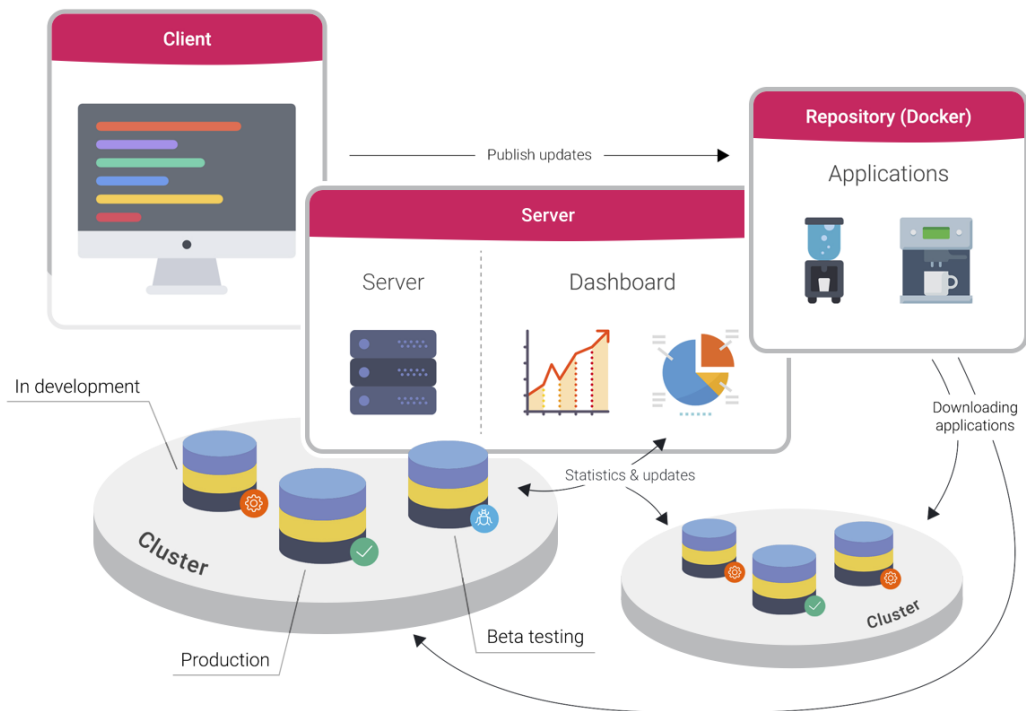 Client
Repository (Docker)
Publish updates
Applications
Server
Server
Dashboard
In development
Downloading
applications
Statistics & updates
Cluster
Cluster
Beta testing
Production